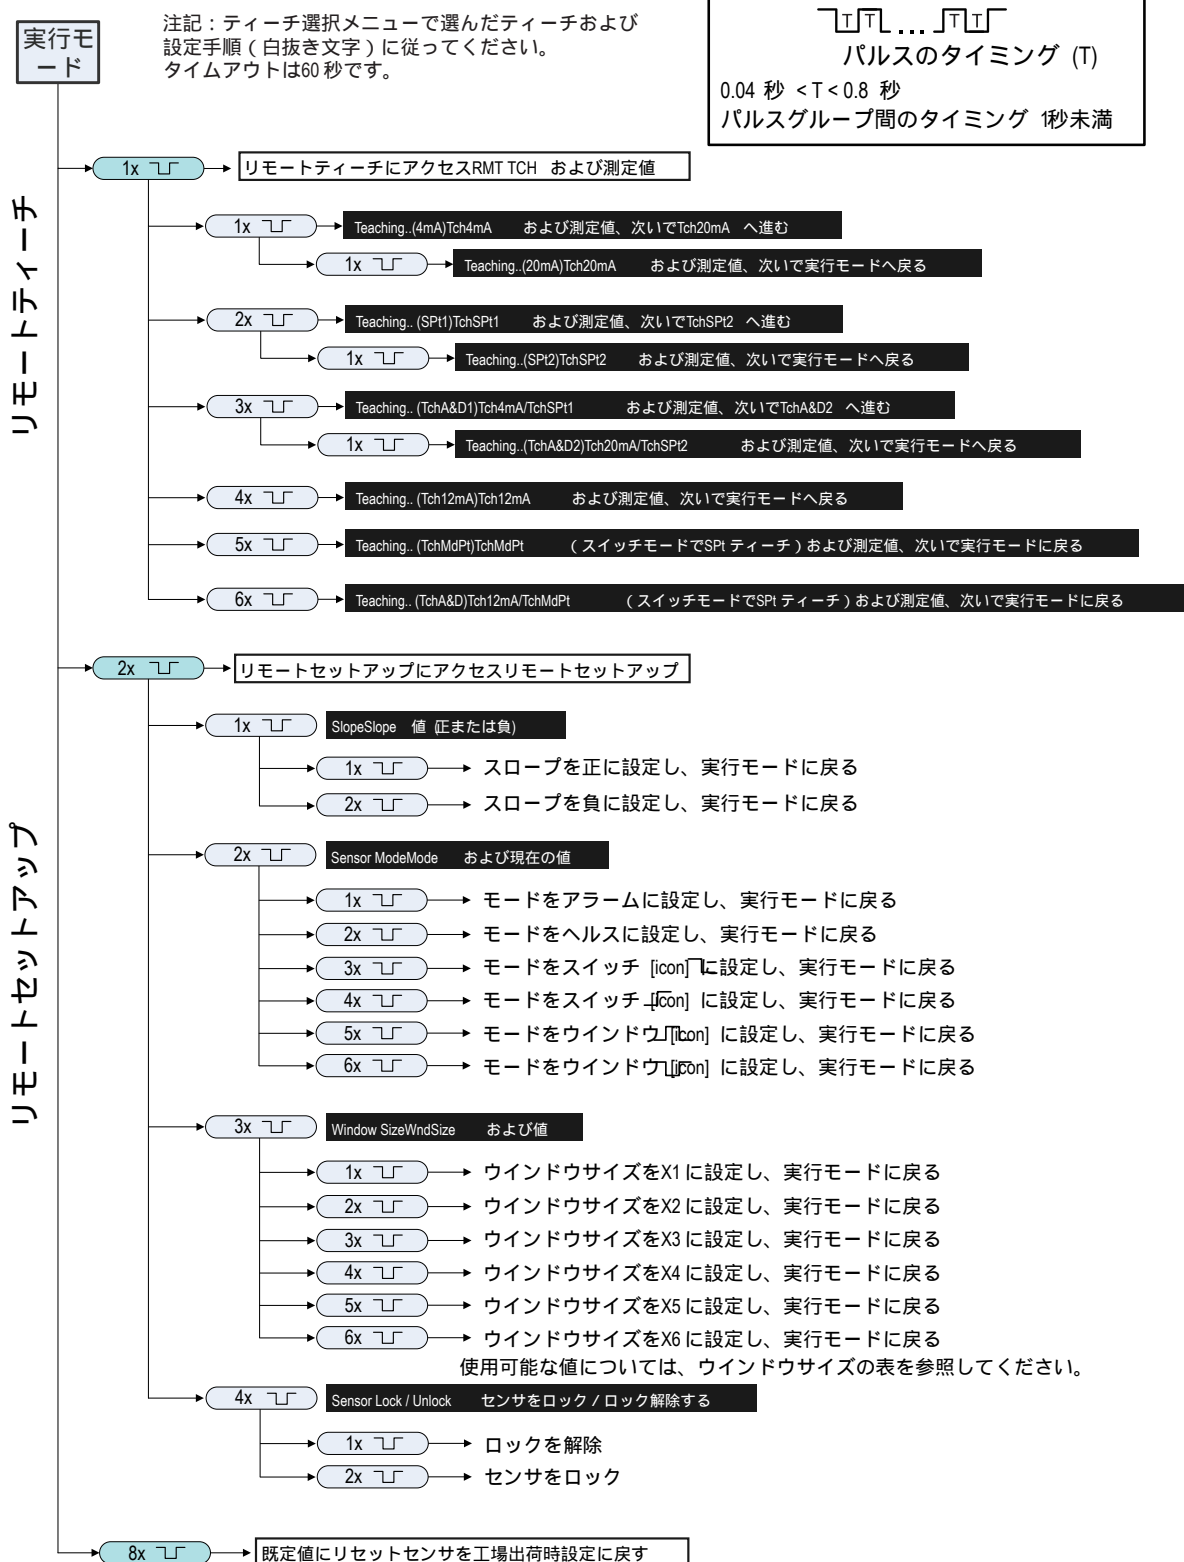 実行モ
ード
注記：ティーチ選択メニューで選んだティーチおよび
設定手順（白抜き文字）に従ってください。
タイムアウトは60 秒です。
T T ... T T
パルスのタイミング (T)
0.04 秒 < T < 0.8 秒
パルスグループ間のタイミング 1秒未満
リモートティーチ
1x リモートティーチにアクセスRMT TCH および測定値
1x Teaching..(4mA)Tch4mA および測定値、次いでTch20mA へ進む
1x Teaching..(20mA)Tch20mA および測定値、次いで実行モードへ戻る
2x Teaching.. (SPt1)TchSPt1 および測定値、次いでTchSPt2 へ進む
1x Teaching..(SPt2)TchSPt2 および測定値、次いで実行モードへ戻る
3x Teaching.. (TchA&D1)Tch4mA/TchSPt1 および測定値、次いでTchA&D2 へ進む
1x Teaching..(TchA&D2)Tch20mA/TchSPt2 および測定値、次いで実行モードへ戻る
4x Teaching.. (Tch12mA)Tch12mA および測定値、次いで実行モードへ戻る
5x Teaching.. (TchMdPt)TchMdPt （スイッチモードでSPt ティーチ）および測定値、次いで実行モードに戻る
6x Teaching.. (TchA&D)Tch12mA/TchMdPt （スイッチモードでSPt ティーチ）および測定値、次いで実行モードに戻る
リモートセットアップ
2x リモートセットアップにアクセスリモートセットアップ
1x SlopeSlope 値 (正または負)
1x スロープを正に設定し、実行モードに戻る
2x スロープを負に設定し、実行モードに戻る
2x Sensor ModeMode および現在の値
1x モードをアラームに設定し、実行モードに戻る
2x モードをヘルスに設定し、実行モードに戻る
3x モードをスイッチ [icon] に設定し、実行モードに戻る
4x モードをスイッチ [icon] に設定し、実行モードに戻る
5x モードをウインドウ [icon] に設定し、実行モードに戻る
6x モードをウインドウ [icon] に設定し、実行モードに戻る
3x Window SizeWndSize および値
1x ウインドウサイズをX1 に設定し、実行モードに戻る
2x ウインドウサイズをX2 に設定し、実行モードに戻る
3x ウインドウサイズをX3 に設定し、実行モードに戻る
4x ウインドウサイズをX4 に設定し、実行モードに戻る
5x ウインドウサイズをX5 に設定し、実行モードに戻る
6x ウインドウサイズをX6 に設定し、実行モードに戻る
使用可能な値については、ウインドウサイズの表を参照してください。
4x Sensor Lock / Unlock センサをロック / ロック解除する
1x ロックを解除
2x センサをロック
8x 既定値にリセットセンサを工場出荷時設定に戻す